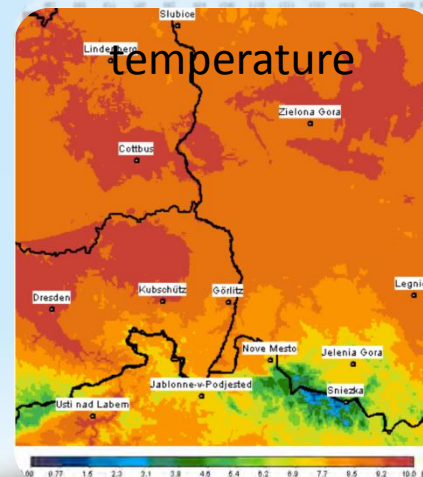 Slubice
Lindenberg
temperature
Zielona Gora
Cottbus
Kubschütz
Görlitz
Dresden
Nove Mesto
Jelenia Gora
Jablonne-v-Podjested
Sniezka
Usti nad Labem
0.77 1.5 2.3 3.1 3.8 4.6 5.4 6.2 6.9 7.7 8.5 9.2 10.0